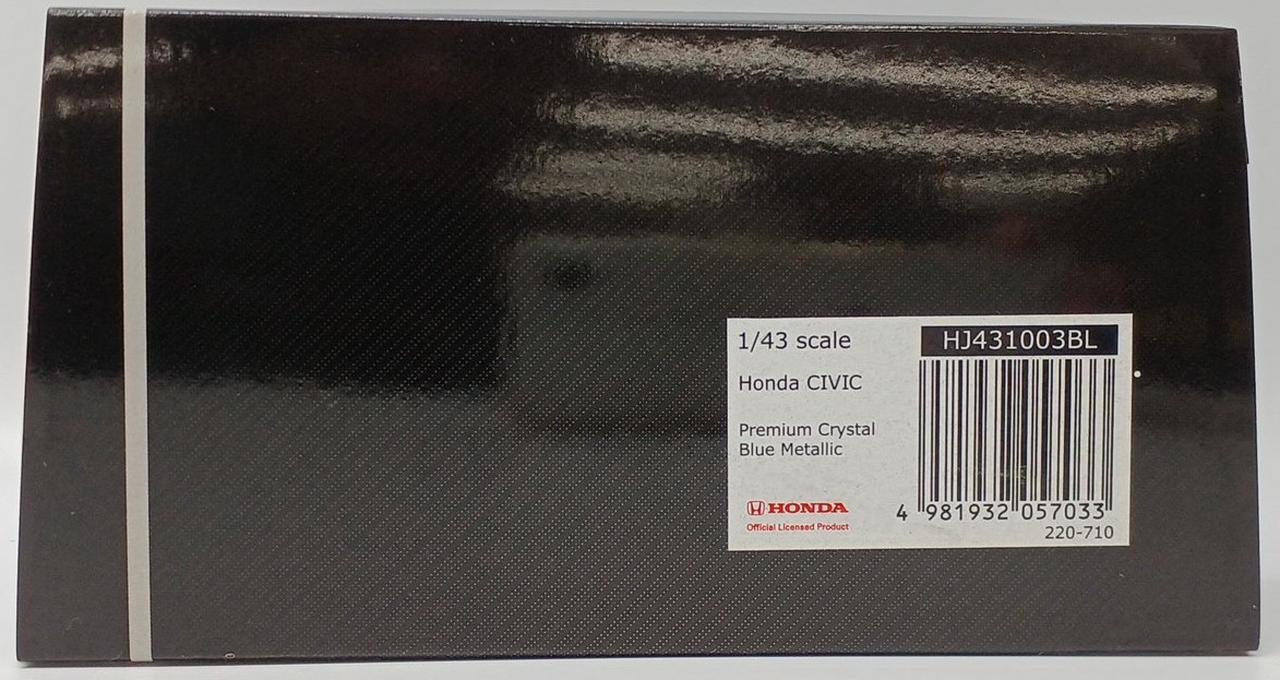 1/43 scale
HJ431003BL
Honda CIVIC
Premium Crystal
Blue Metallic
HONDA
Official Licensed Product
4 981932 057033
220-710